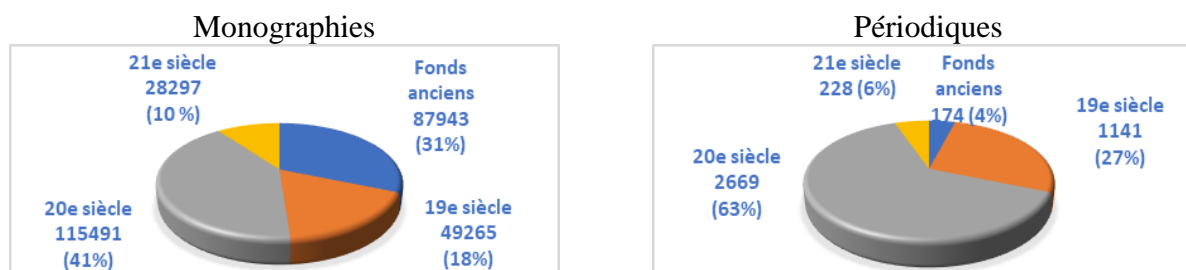 Monographies
21e siècle
28297
(10 %)
Fonds
anciens
87943
(31%)
20e siècle
115491
(41%)
19e siècle
49265
(18%)
Périodiques
21e siècle
228 (6%)
Fonds
anciens
174 (4%)
19e siècle
1141
(27%)
20e siècle
2669
(63%)